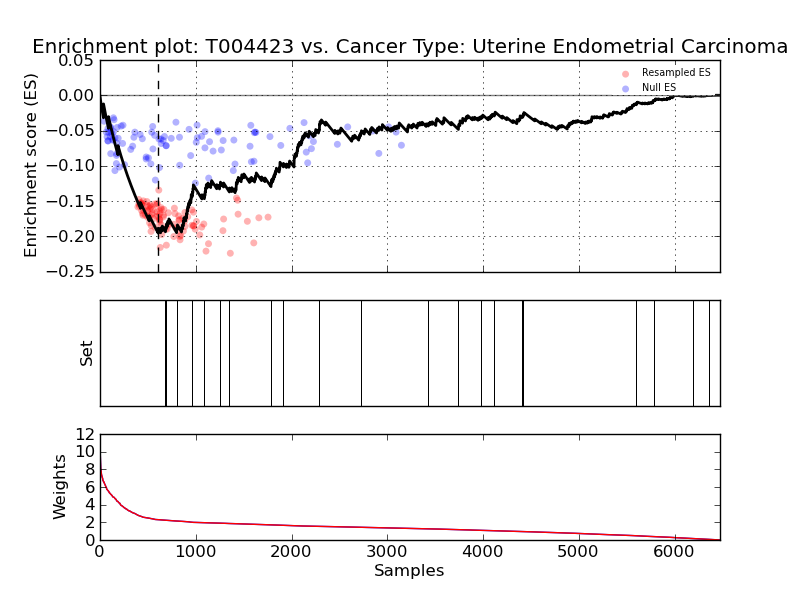 Enrichment plot: T004423 vs. Cancer Type: Uterine Endometrial Carcinoma
0.05
0.00
−0.05
−0.10
−0.15
−0.20
−0.25
Enrichment score (ES)
Resampled ES
Null ES
Set
12
10
8
6
4
2
0
Weights
0 1000 2000 3000 4000 5000 6000
Samples